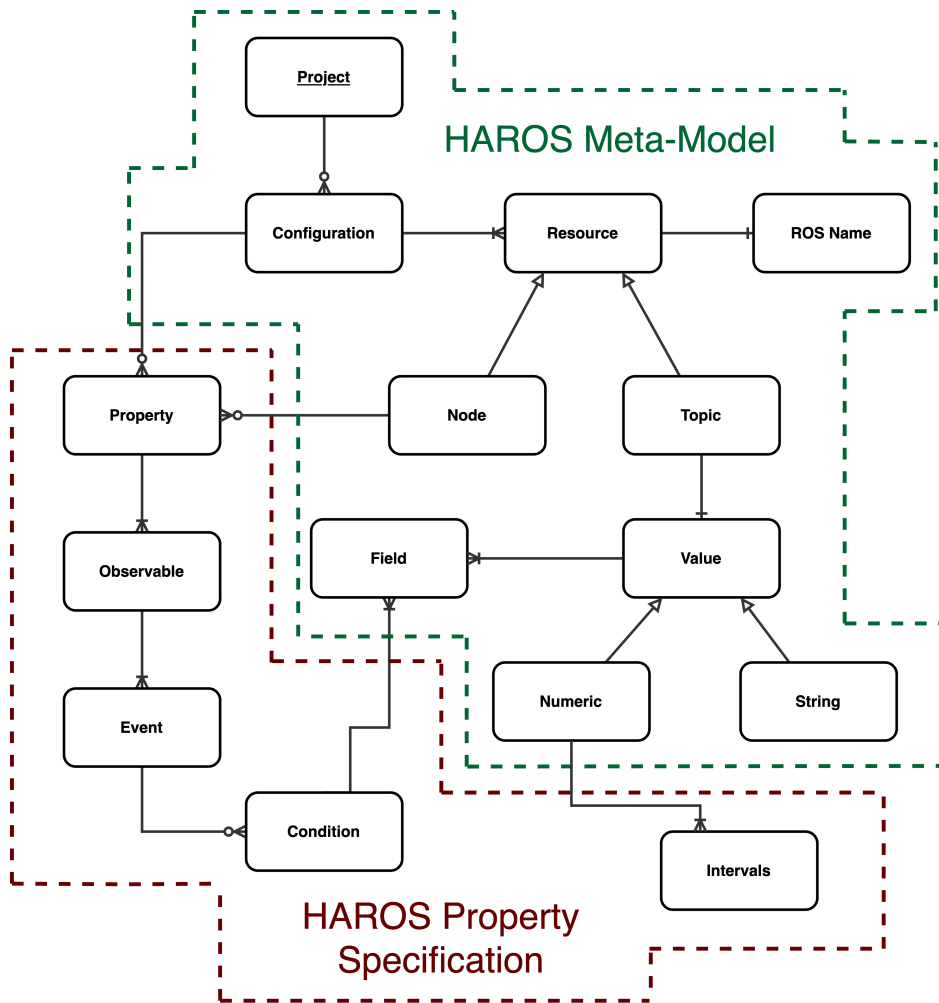 Project
HAROS Meta-Model
Configuration
Resource
ROS Name
Property
Node
Topic
Observable
Field
Value
Event
Numeric
String
Condition
Intervals
HAROS Property
Specification